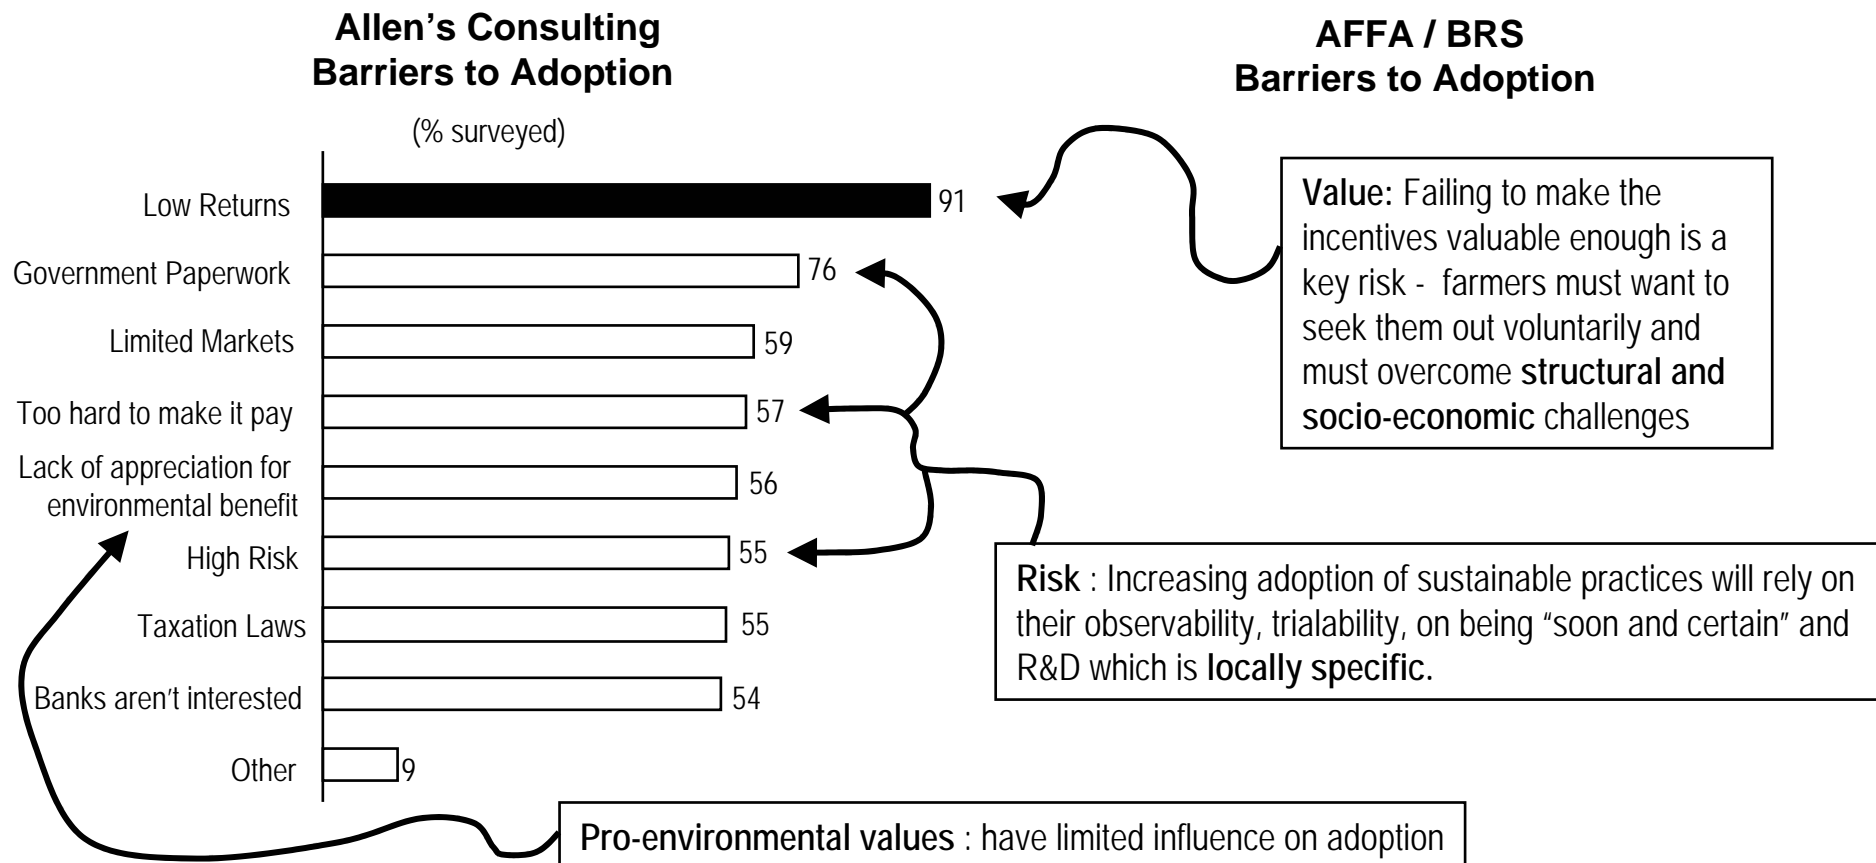 Allen’s Consulting
Barriers to Adoption
(% surveyed)
Low Returns 91
Government Paperwork 76
Limited Markets 59
Too hard to make it pay 57
Lack of appreciation for
environmental benefit 56
High Risk 55
Taxation Laws 55
Banks aren't interested 54
Other 9
AFFA / BRS
Barriers to Adoption
Value: Failing to make the
incentives valuable enough is a
key risk - farmers must want to
seek them out voluntarily and
must overcome structural and
socio-economic challenges
Risk : Increasing adoption of sustainable practices will rely on
their observability, trialability, on being “soon and certain” and
R&D which is locally specific.
Pro-environmental values : have limited influence on adoption